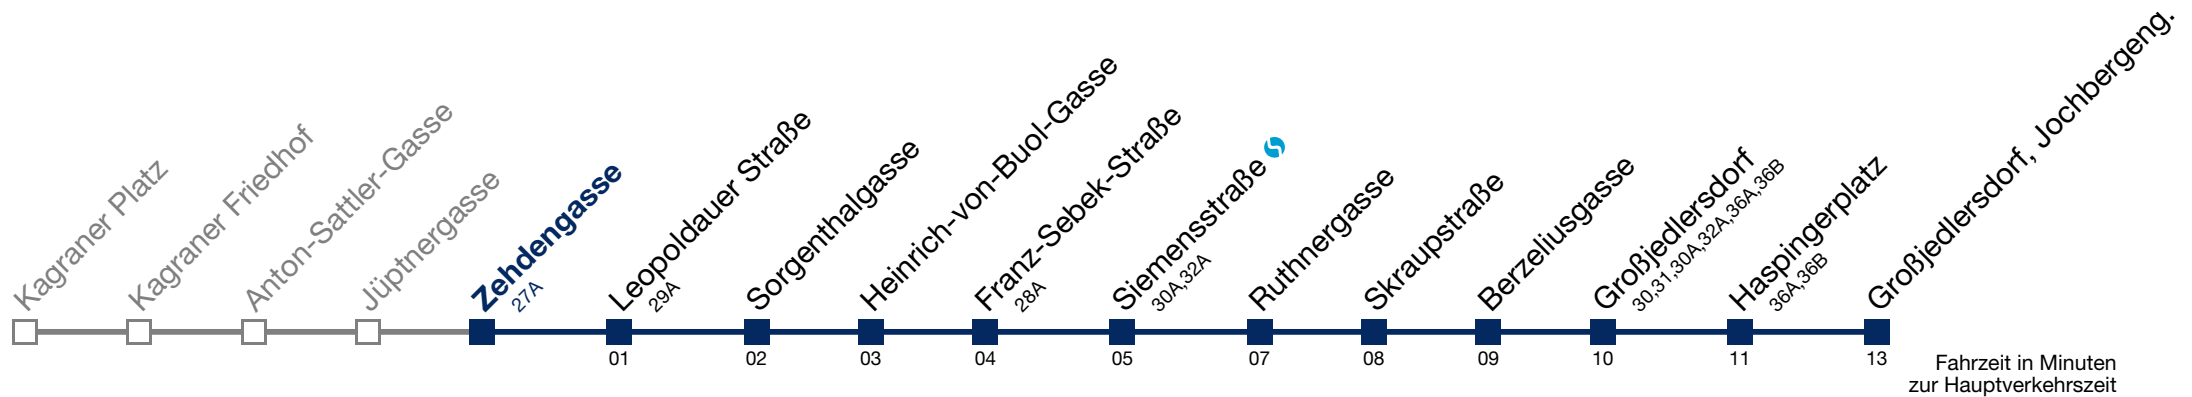 Kagraner Platz
Kagraner Friedhof
Anton-Sattler-Gasse
Jüptnergasse
Zehdengasse
27A
Leopoldauer Straße
29A
01
Sorgenthalgasse
02
Heinrich-von-Buol-Gasse
03
Franz-Sebek-Straße
28A
04
Siemensstraße
30A,32A
05
Ruthnergasse
07
Skraupstraße
08
Berzeliusgasse
09
Großjedlersdorf
30,31,30A,32A,36A,36B
10
Haspingerplatz
36A,36B
11
Großjedlersdorf, Jochbergeng.
13
Fahrzeit in Minuten
zur Hauptverkehrszeit